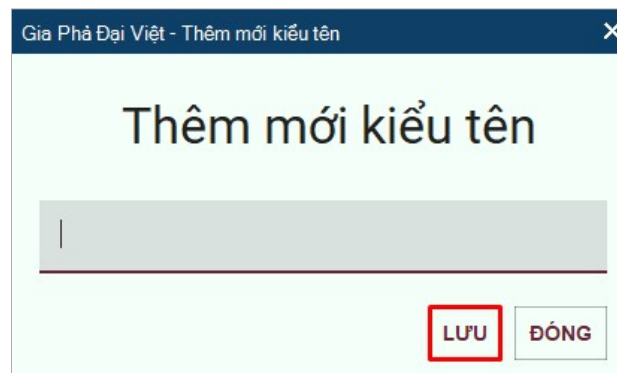 Gia Phả Đại Việt - Thêm mới kiểu tên
Thêm mới kiểu tên
LƯU ĐÓNG